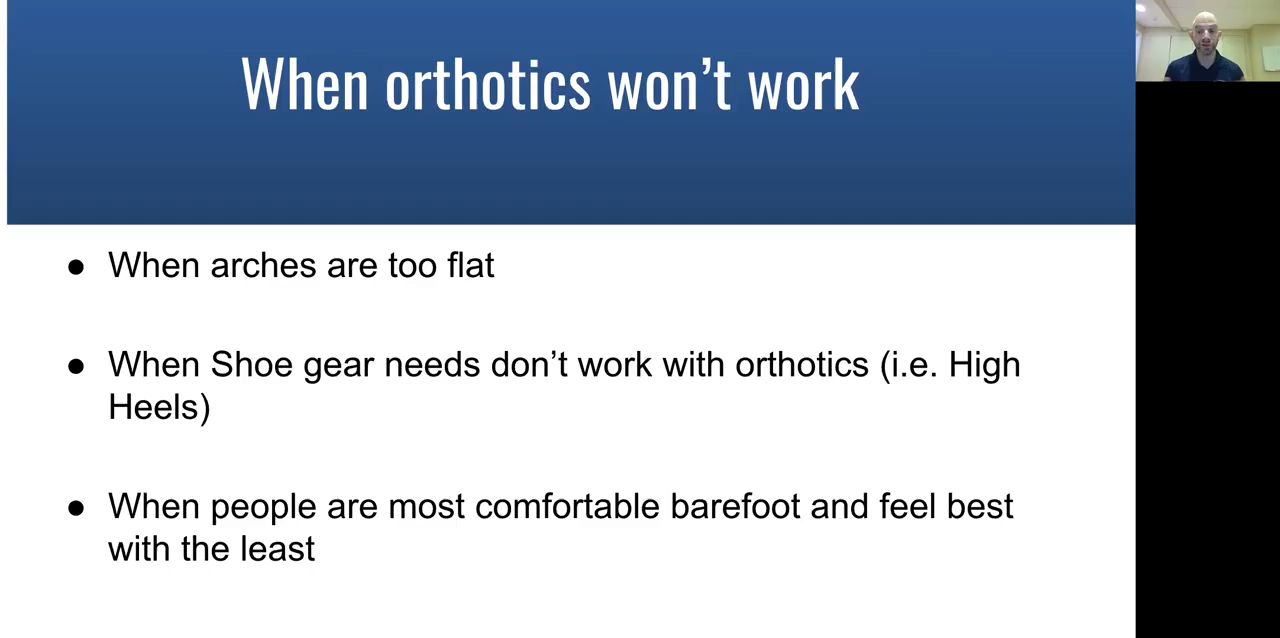 When orthotics won’t work
● When arches are too flat
● When Shoe gear needs don’t work with orthotics (i.e. High
Heels)
● When people are most comfortable barefoot and feel best
with the least